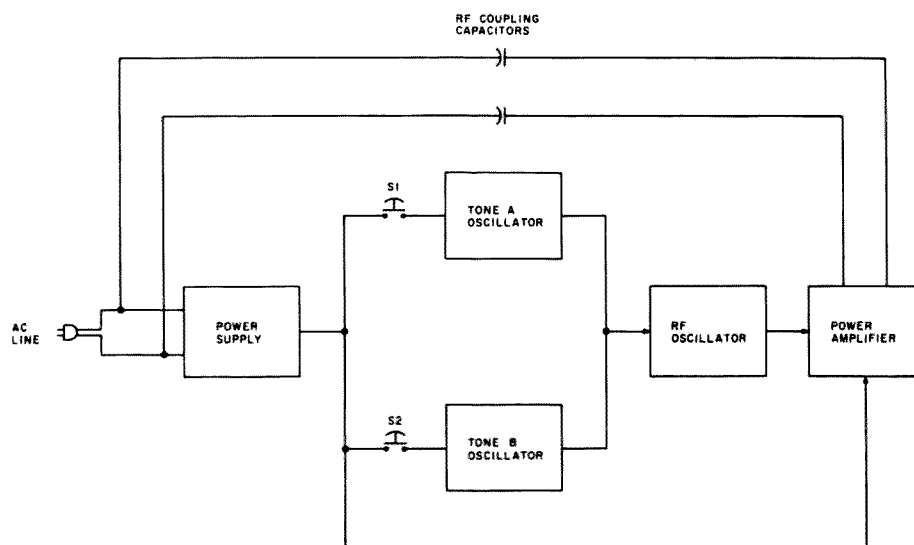 RF COUPLING
CAPACITORS
S1
TONE A
OSCILLATOR
AC
LINE
POWER
SUPPLY
RF
OSCILLATOR
POWER
AMPLIFIER
S2
TONE B
OSCILLATOR